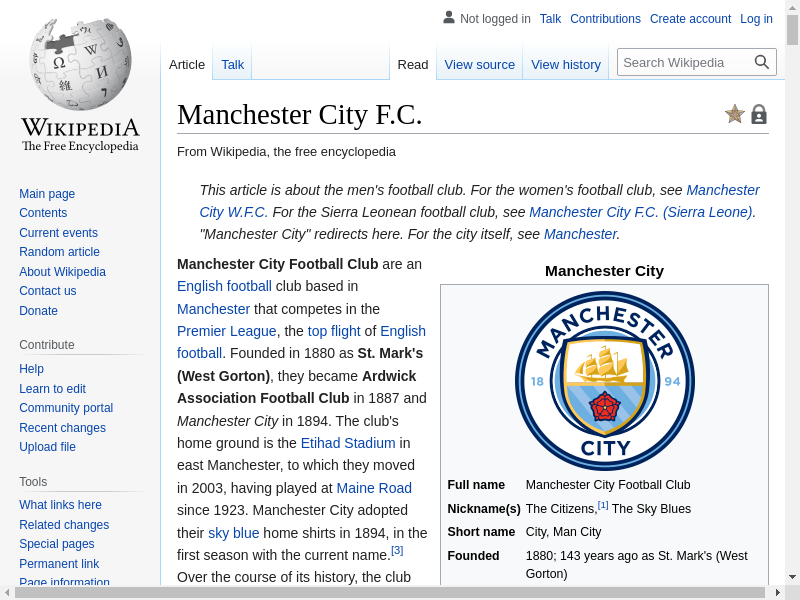 Not logged in Talk Contributions Create account Log in
Article Talk Read View source View history Search Wikipedia
Ω W И 維
WIKIPEDIA
The Free Encyclopedia
Main page
Contents
Current events
Random article
About Wikipedia
Contact us
Donate
Contribute
Help
Learn to edit
Community portal
Recent changes
Upload file
Tools
What links here
Related changes
Special pages
Permanent link
Page information
Manchester City F.C.
From Wikipedia, the free encyclopedia
This article is about the men's football club. For the women's football club, see Manchester
City W.F.C. For the Sierra Leonean football club, see Manchester City F.C. (Sierra Leone).
"Manchester City" redirects here. For the city itself, see Manchester.
Manchester City Football Club are an
English football club based in
Manchester that competes in the
Premier League, the top flight of English
football. Founded in 1880 as St. Mark's
(West Gorton), they became Ardwick
Association Football Club in 1887 and
Manchester City in 1894. The club's
home ground is the Etihad Stadium in
east Manchester, to which they moved
in 2003, having played at Maine Road
since 1923. Manchester City adopted
their sky blue home shirts in 1894, in the
first season with the current name.[3]
Over the course of its history, the club
Manchester City
MANCHESTER
18 94
CITY
Full name Manchester City Football Club
Nickname(s) The Citizens,[1] The Sky Blues
Short name City, Man City
Founded 1880; 143 years ago as St. Mark's (West
Gorton)